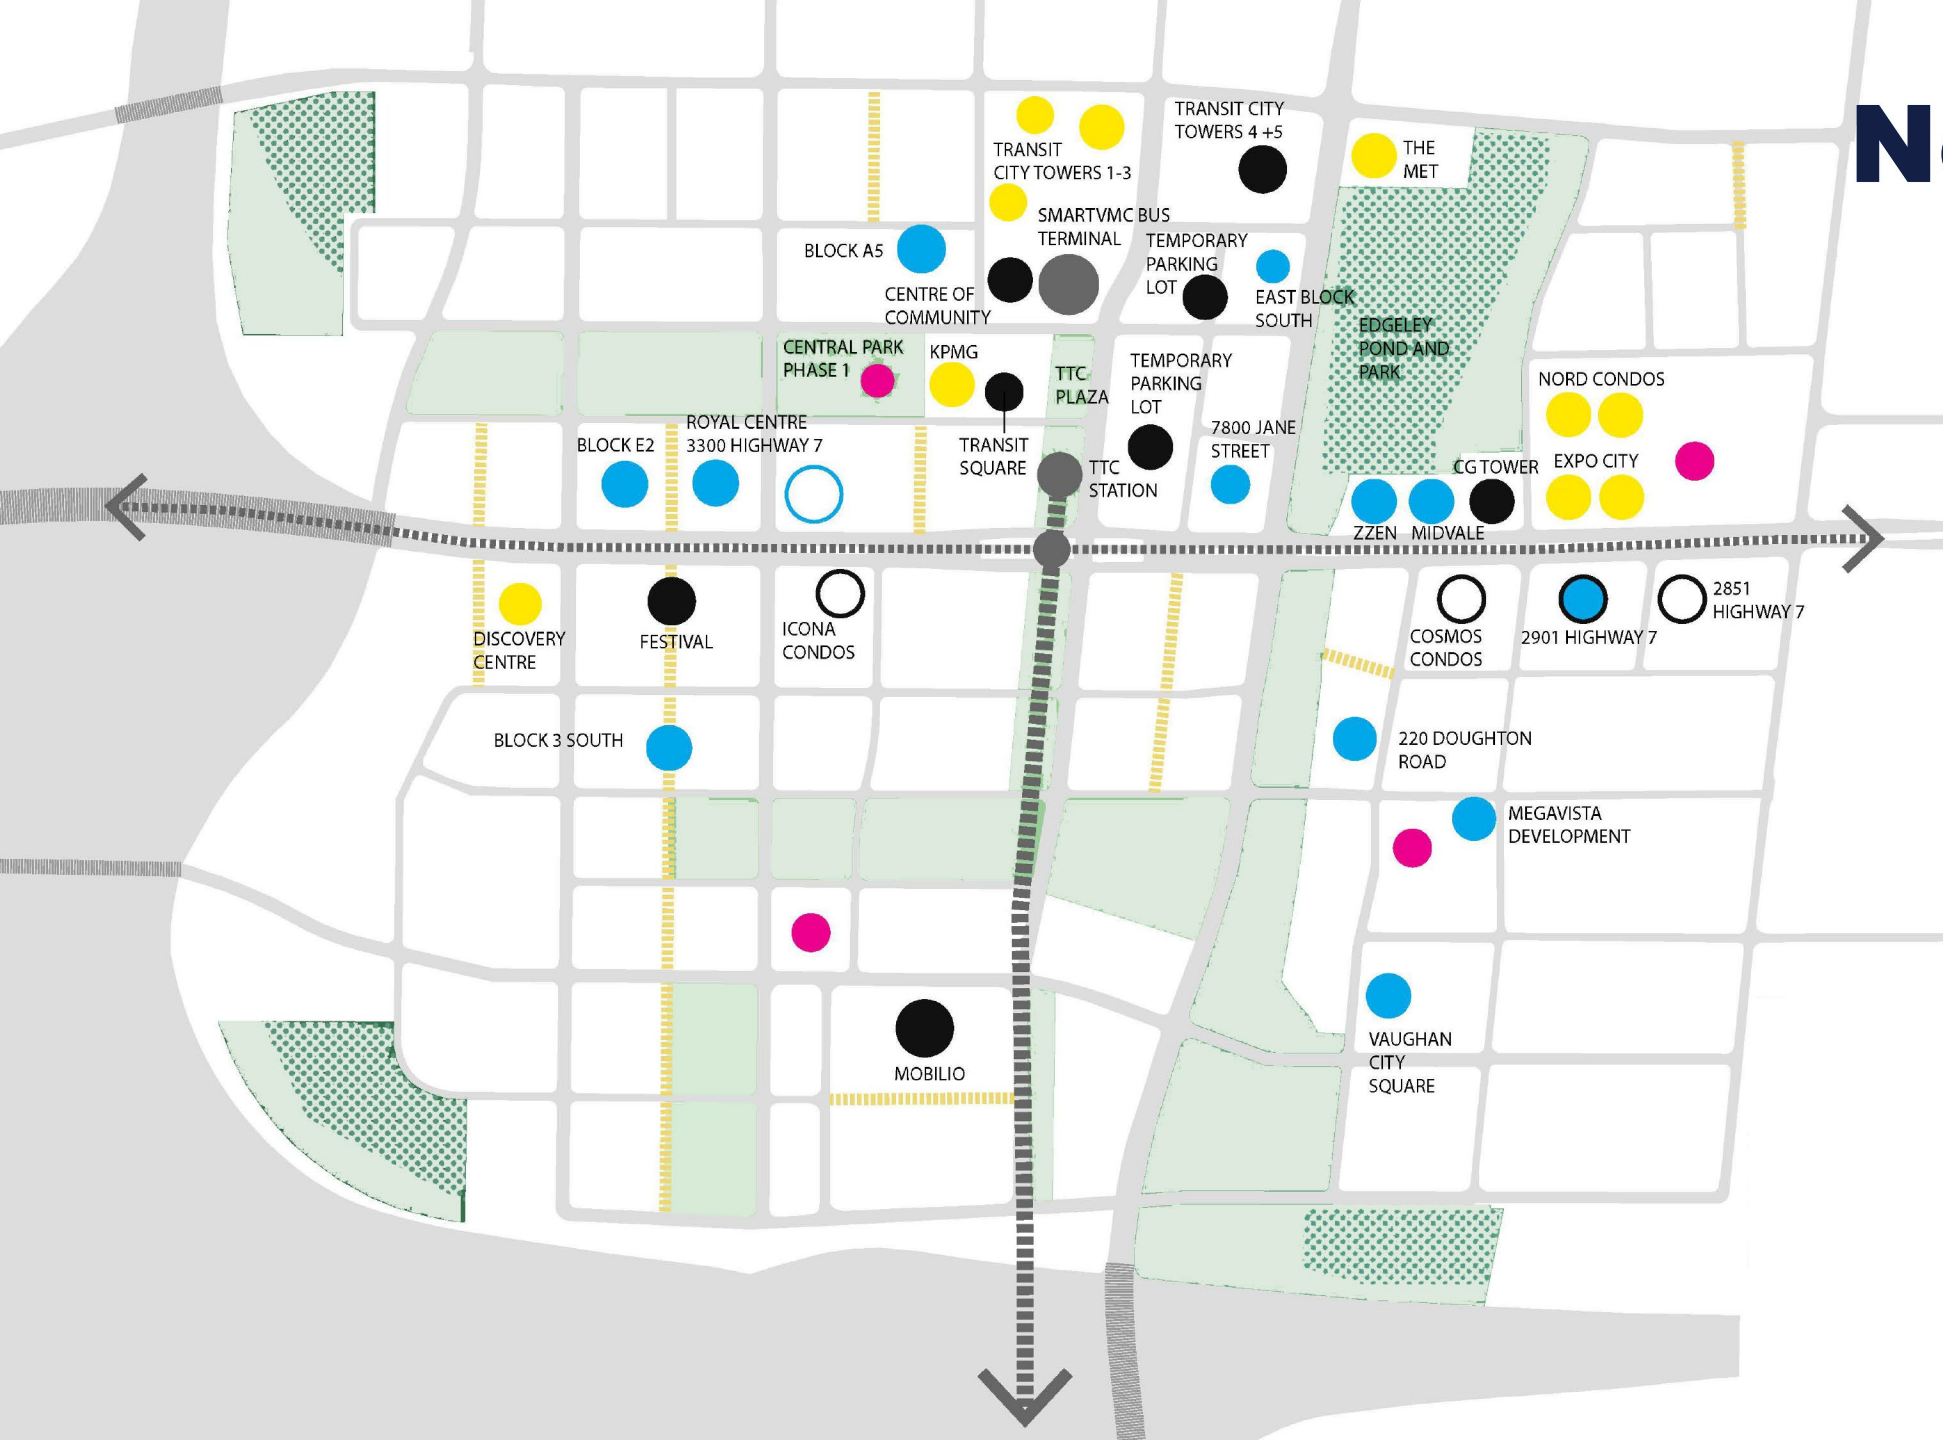 TRANSIT CITY
TOWERS 4 +5
TRANSIT
CITY TOWERS 1-3
THE
MET
SMARTVMC BUS
TERMINAL
BLOCK A5
TEMPORARY
PARKING
LOT
CENTRE OF
COMMUNITY
EAST BLOCK
SOUTH
EDGELEY
POND AND
PARK
CENTRAL PARK
PHASE 1
KPMG
TTC
PLAZA
TEMPORARY
PARKING
LOT
NORD CONDOS
ROYAL CENTRE
3300 HIGHWAY 7
BLOCK E2
TRANSIT
SQUARE
7800 JANE
STREET
TTC
STATION
CG TOWER
EXPO CITY
ZZEN
MIDVALE
DISCOVERY
CENTRE
FESTIVAL
ICONA
CONDOS
COSMOS
CONDOS
2901 HIGHWAY 7
2851
HIGHWAY 7
BLOCK 3 SOUTH
220 DOUGHTON
ROAD
MEGAVISTA
DEVELOPMENT
MOBILIO
VAUGHAN
CITY
SQUARE